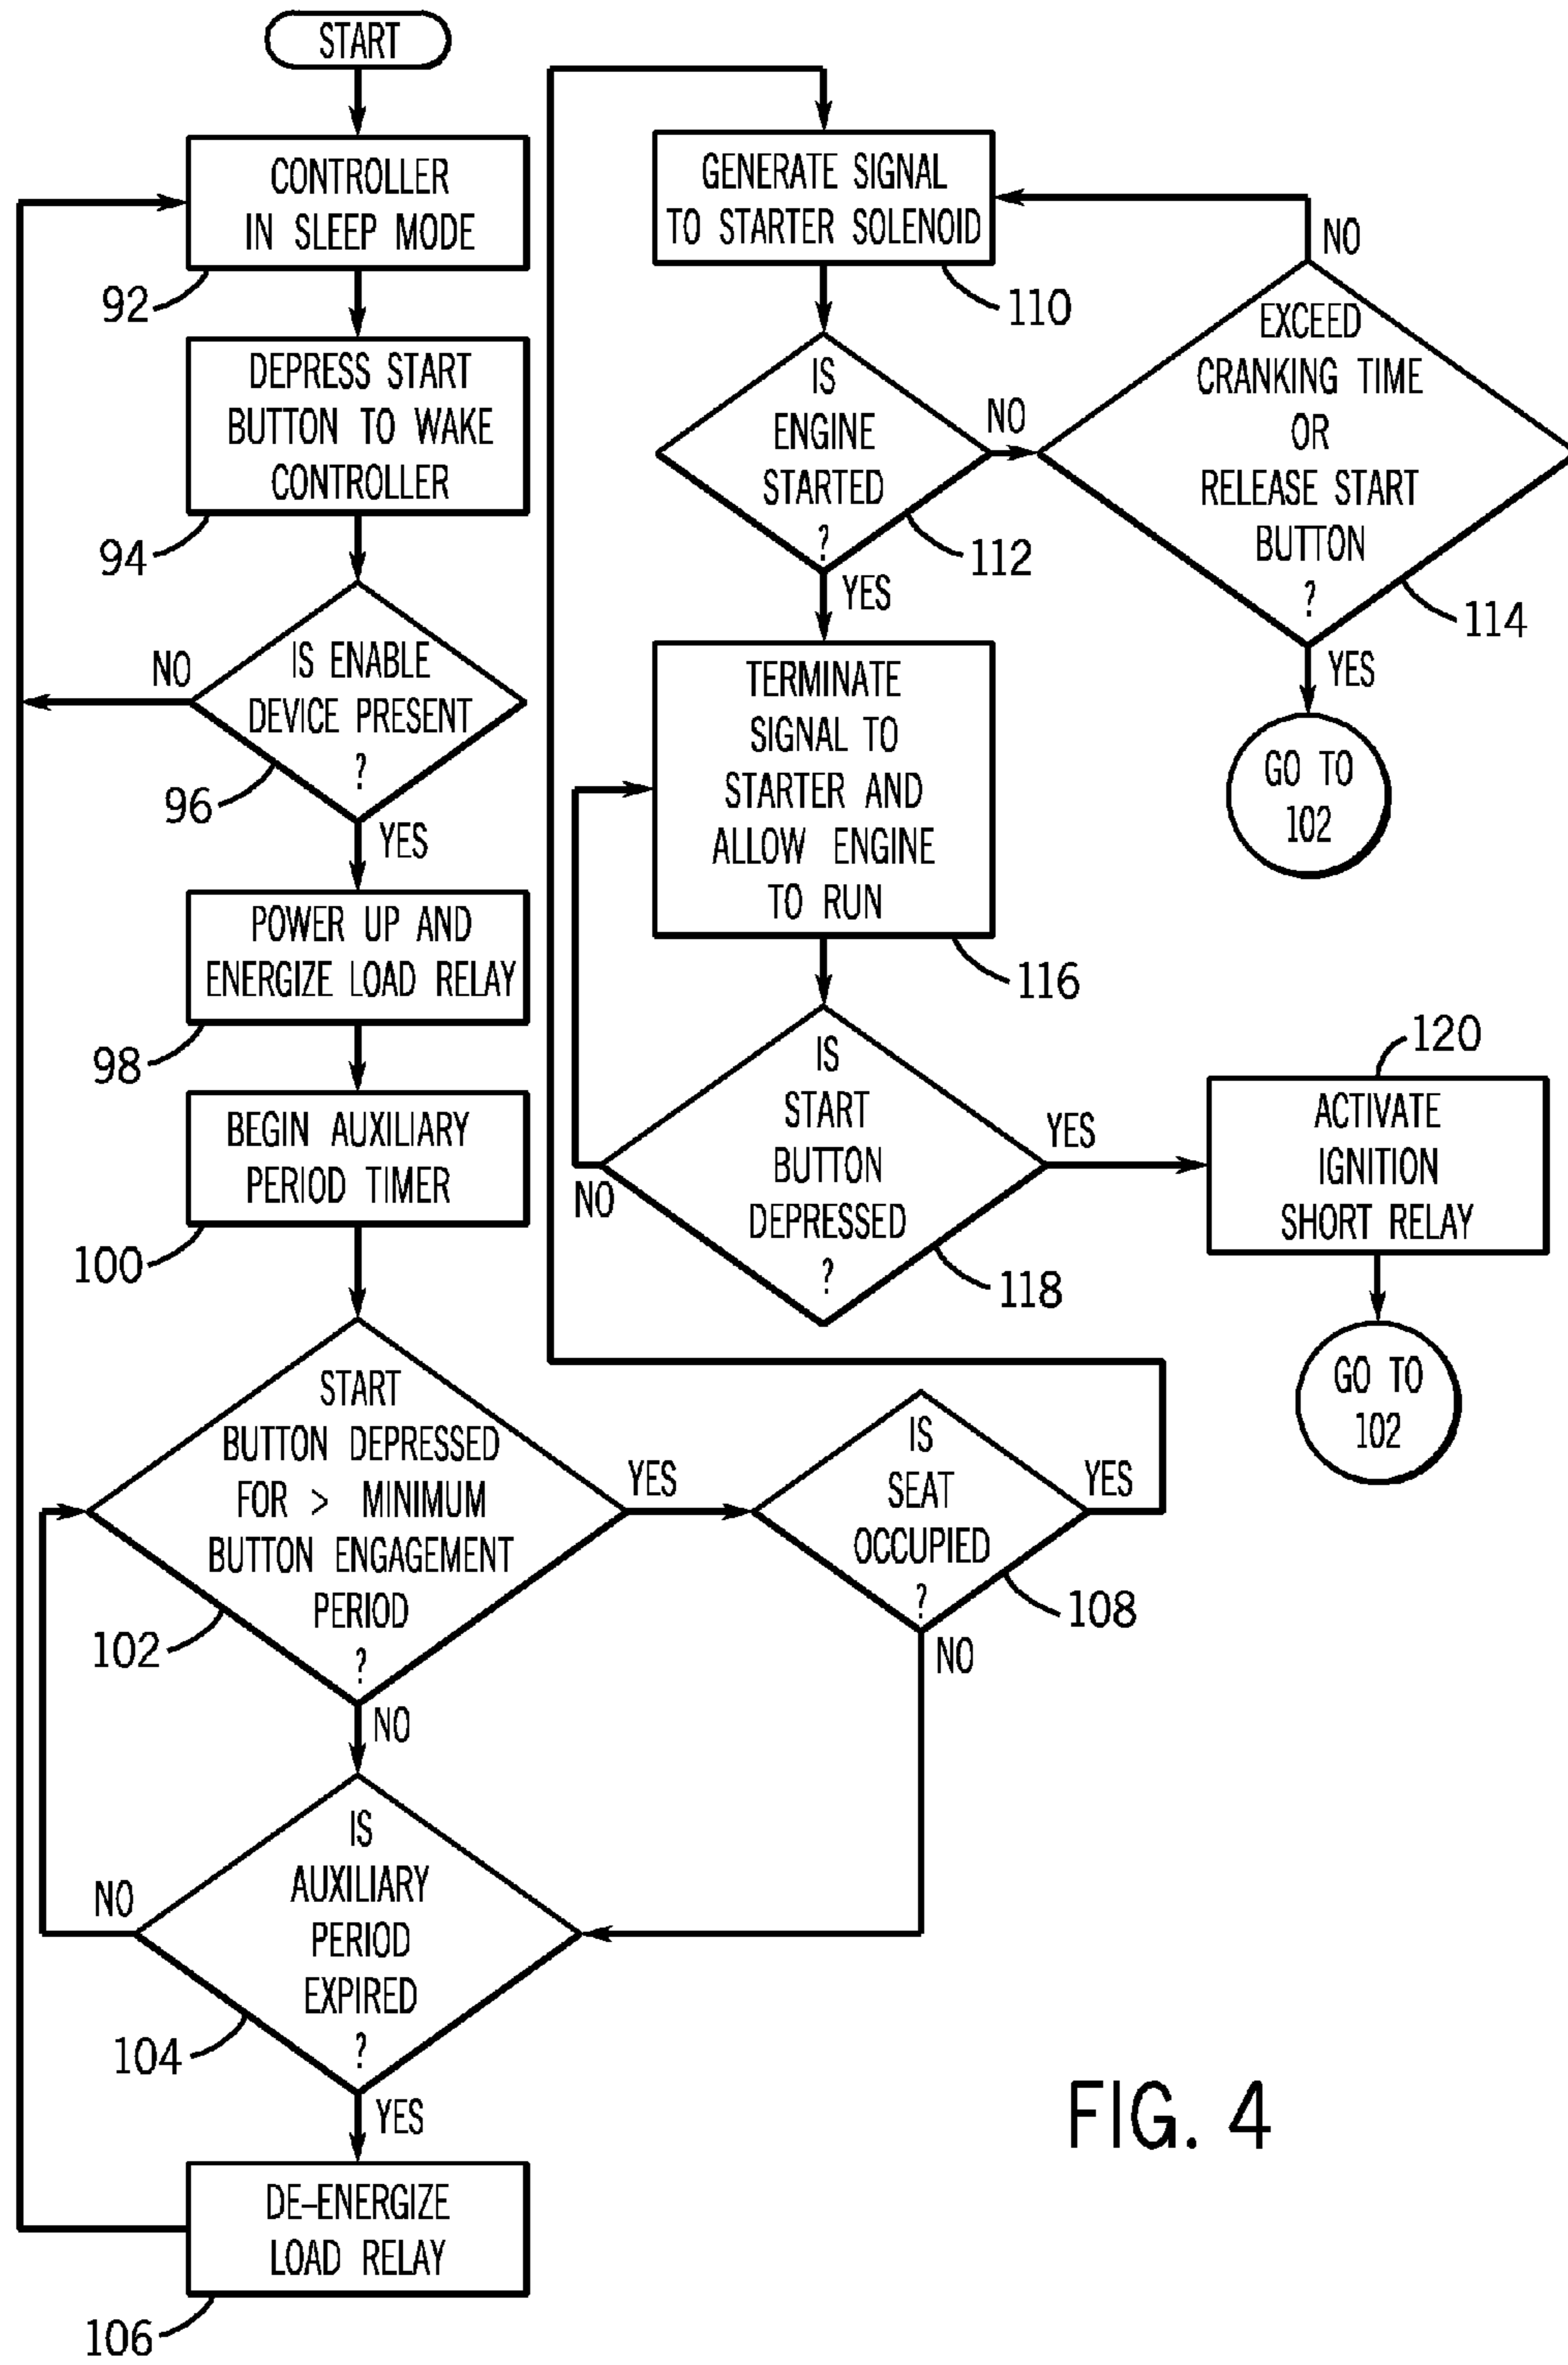 START
CONTROLLER
IN SLEEP MODE
92
DEPRESS START
BUTTON TO WAKE
CONTROLLER
94
IS ENABLE
DEVICE PRESENT
?
NO
96
YES
POWER UP AND
ENERGIZE LOAD RELAY
98
BEGIN AUXILIARY
PERIOD TIMER
100
START
BUTTON DEPRESSED
FOR > MINIMUM
BUTTON ENGAGEMENT
PERIOD
?
102
YES
NO
IS
AUXILIARY
PERIOD
EXPIRED
?
NO
104
YES
DE-ENERGIZE
LOAD RELAY
106
IS
SEAT
OCCUPIED
?
YES
108
NO
GENERATE SIGNAL
TO STARTER SOLENOID
110
IS
ENGINE
STARTED
?
NO
112
YES
EXCEED
CRANKING TIME
OR
RELEASE START
BUTTON
?
NO
114
YES
GO TO
102
TERMINATE
SIGNAL TO
STARTER AND
ALLOW ENGINE
TO RUN
116
IS
START
BUTTON
DEPRESSED
?
NO
YES
118
120
ACTIVATE
IGNITION
SHORT RELAY
GO TO
102
FIG. 4